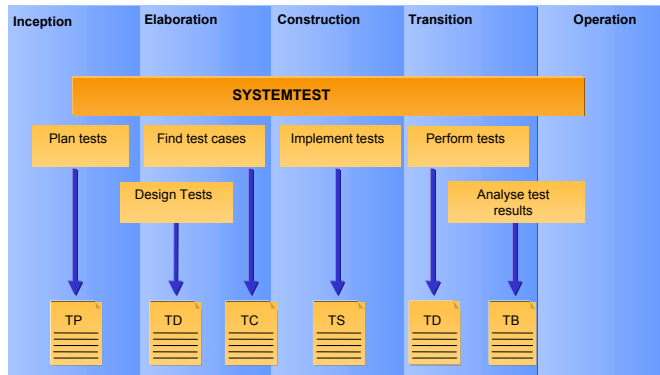 Inception
Elaboration
Construction
Transition
Operation
SYSTEMTEST
Plan tests
Find test cases
Implement tests
Perform tests
Design Tests
Analyse test
results
TP
TD
TC
TS
TD
TB